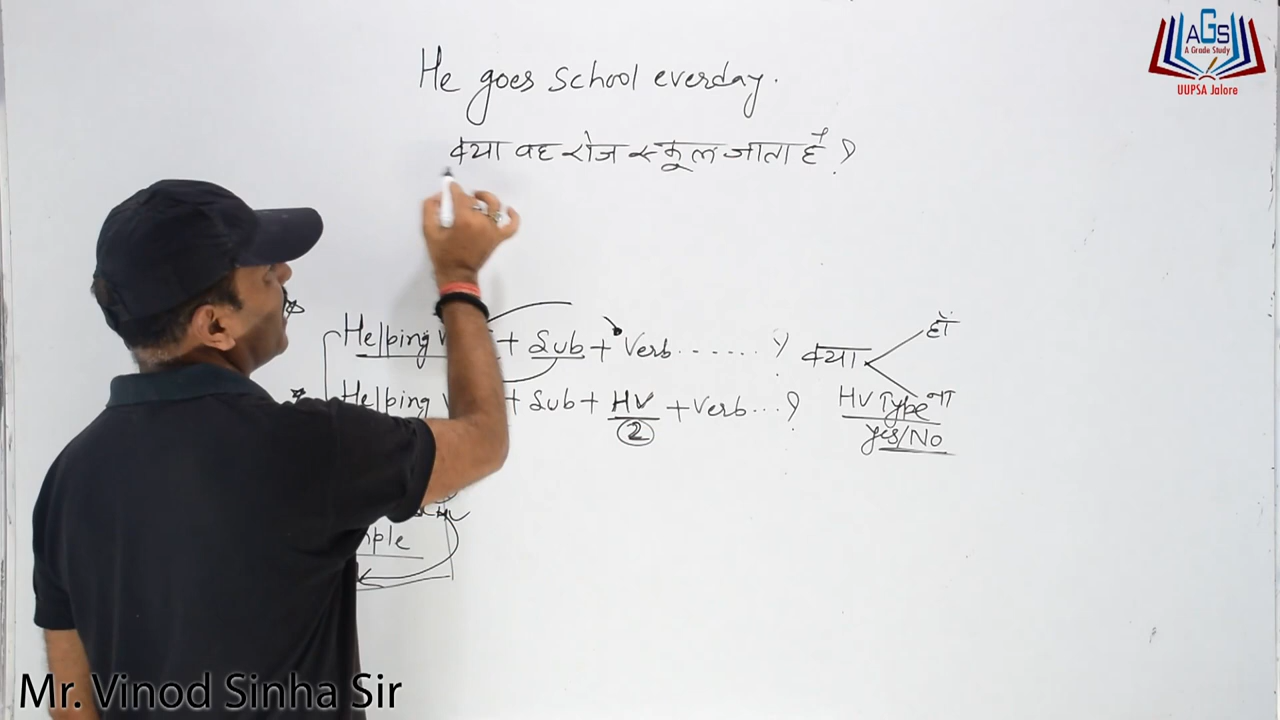 AGS
A Grade Study
UUPSA Jalore
He goes school everday.
क्या वह रोज स्कूल जाता है ?
Helping + Sub + Verb ...... ? क्या हाँ
Helping + Sub + HV + Verb...? HV Type ना
2 Yes/No
Mr. Vinod Sinha Sir